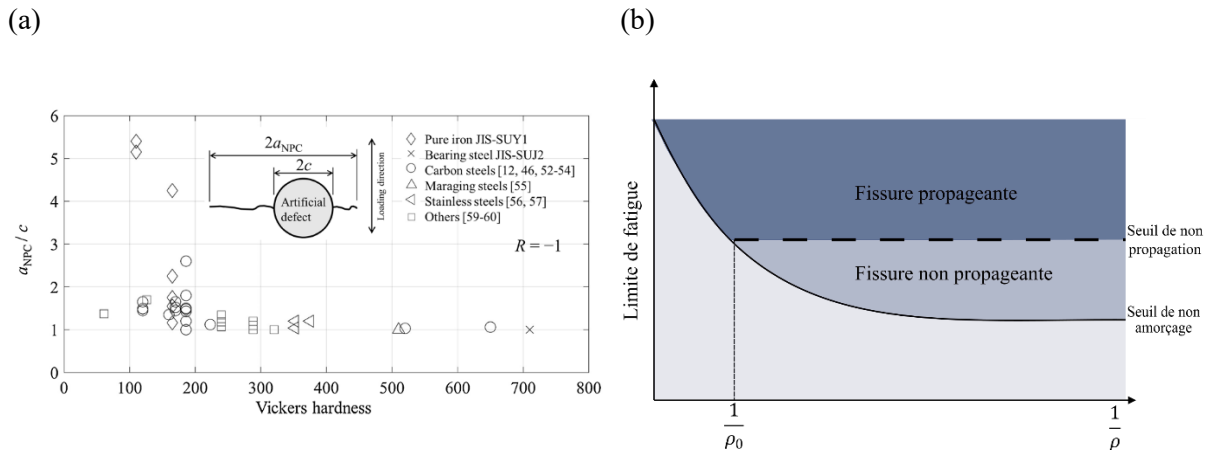 (a)
(b)
6
5
4
3
2
1
0
a_NPC / c
0 100 200 300 400 500 600 700 800
Vickers hardness
2a_NPC
2c
Artificial
defect
Loading direction
◇ Pure iron JIS-SUY1
× Bearing steel JIS-SUJ2
○ Carbon steels [12, 46, 52-54]
△ Maraging steels [55]
◁ Stainless steels [56, 57]
□ Others [59-60]
R = −1
Limite de fatigue
Fissure propageante
Seuil de non
propagation
Fissure non propageante
Seuil de non
amorçage
1/ρ₀
1/ρ